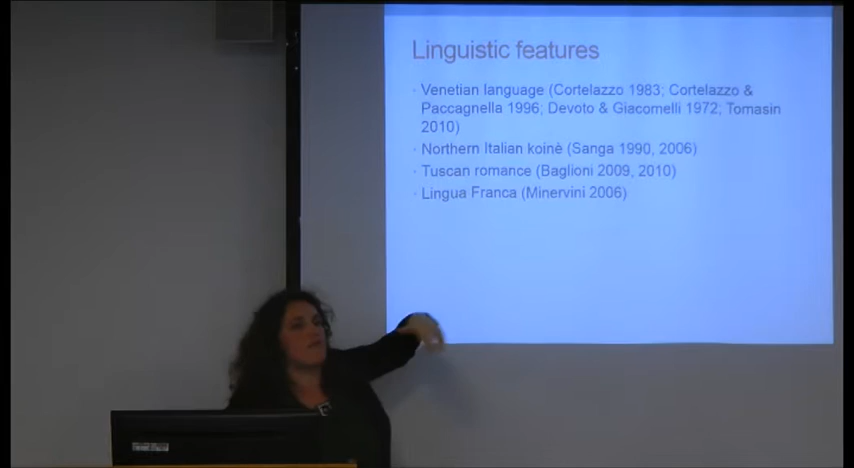 Linguistic features
Venetian language (Cortelazzo 1983; Cortelazzo &
Paccagnella 1996; Devoto & Giacomelli 1972; Tomasin
2010)
Northern Italian koinè (Sanga 1990, 2006)
Tuscan romance (Baglioni 2009, 2010)
Lingua Franca (Minervini 2006)